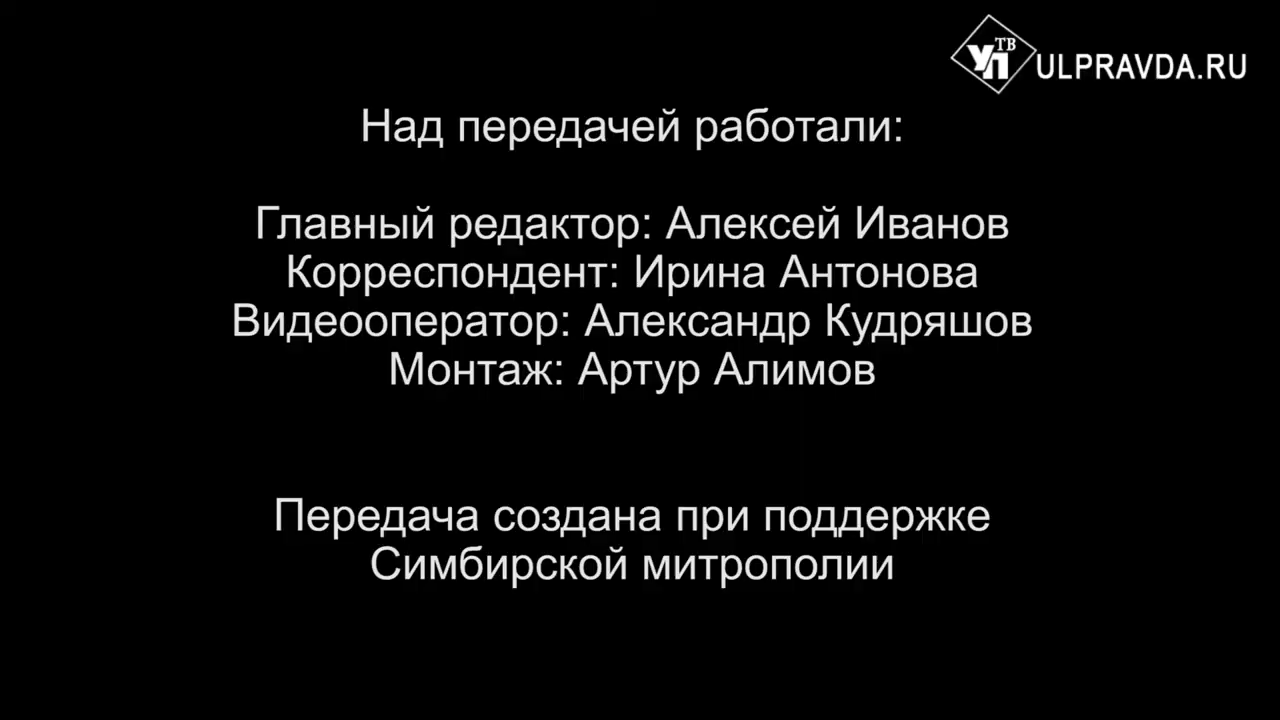 УП ТВ ULPRAVDA.RU
Над передачей работали:
Главный редактор: Алексей Иванов
Корреспондент: Ирина Антонова
Видеооператор: Александр Кудряшов
Монтаж: Артур Алимов
Передача создана при поддержке
Симбирской митрополии